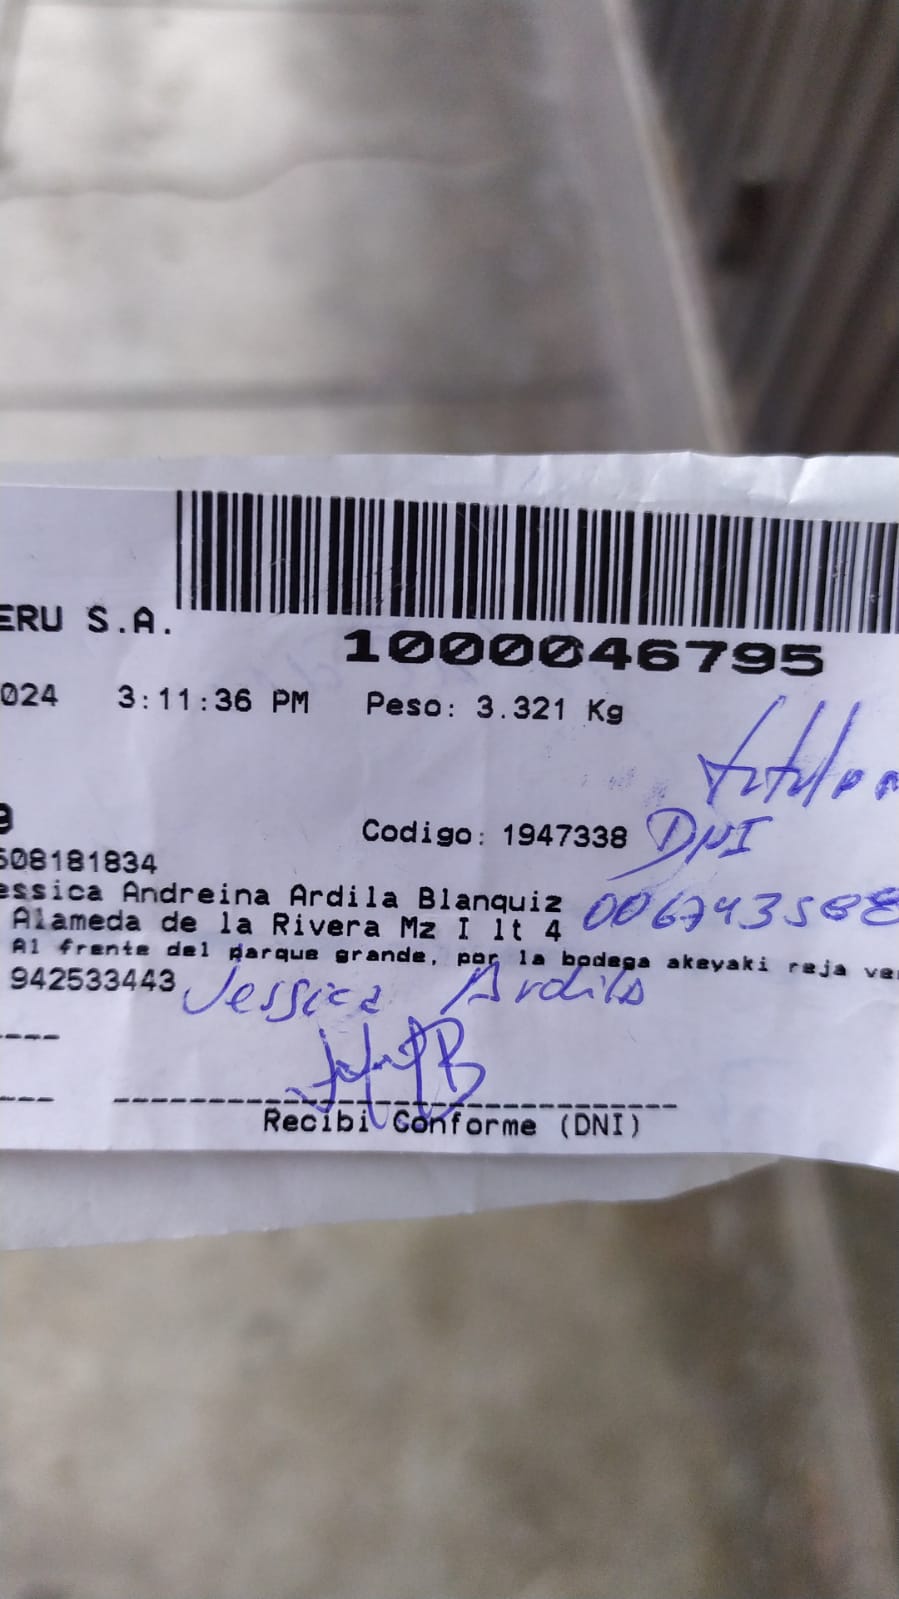 ERU S.A.
1000046795
024 3:11:36 PM Peso: 3.321 Kg
titular
Codigo: 1947338 DNI
508181834
essica Andreina Ardila Blanquiz
Alameda de la Rivera Mz I lt 4
Al frente del parque grande, por la bodega akeyaki reja ve
942533443 Jessica Ardila
Recibi Conforme (DNI)